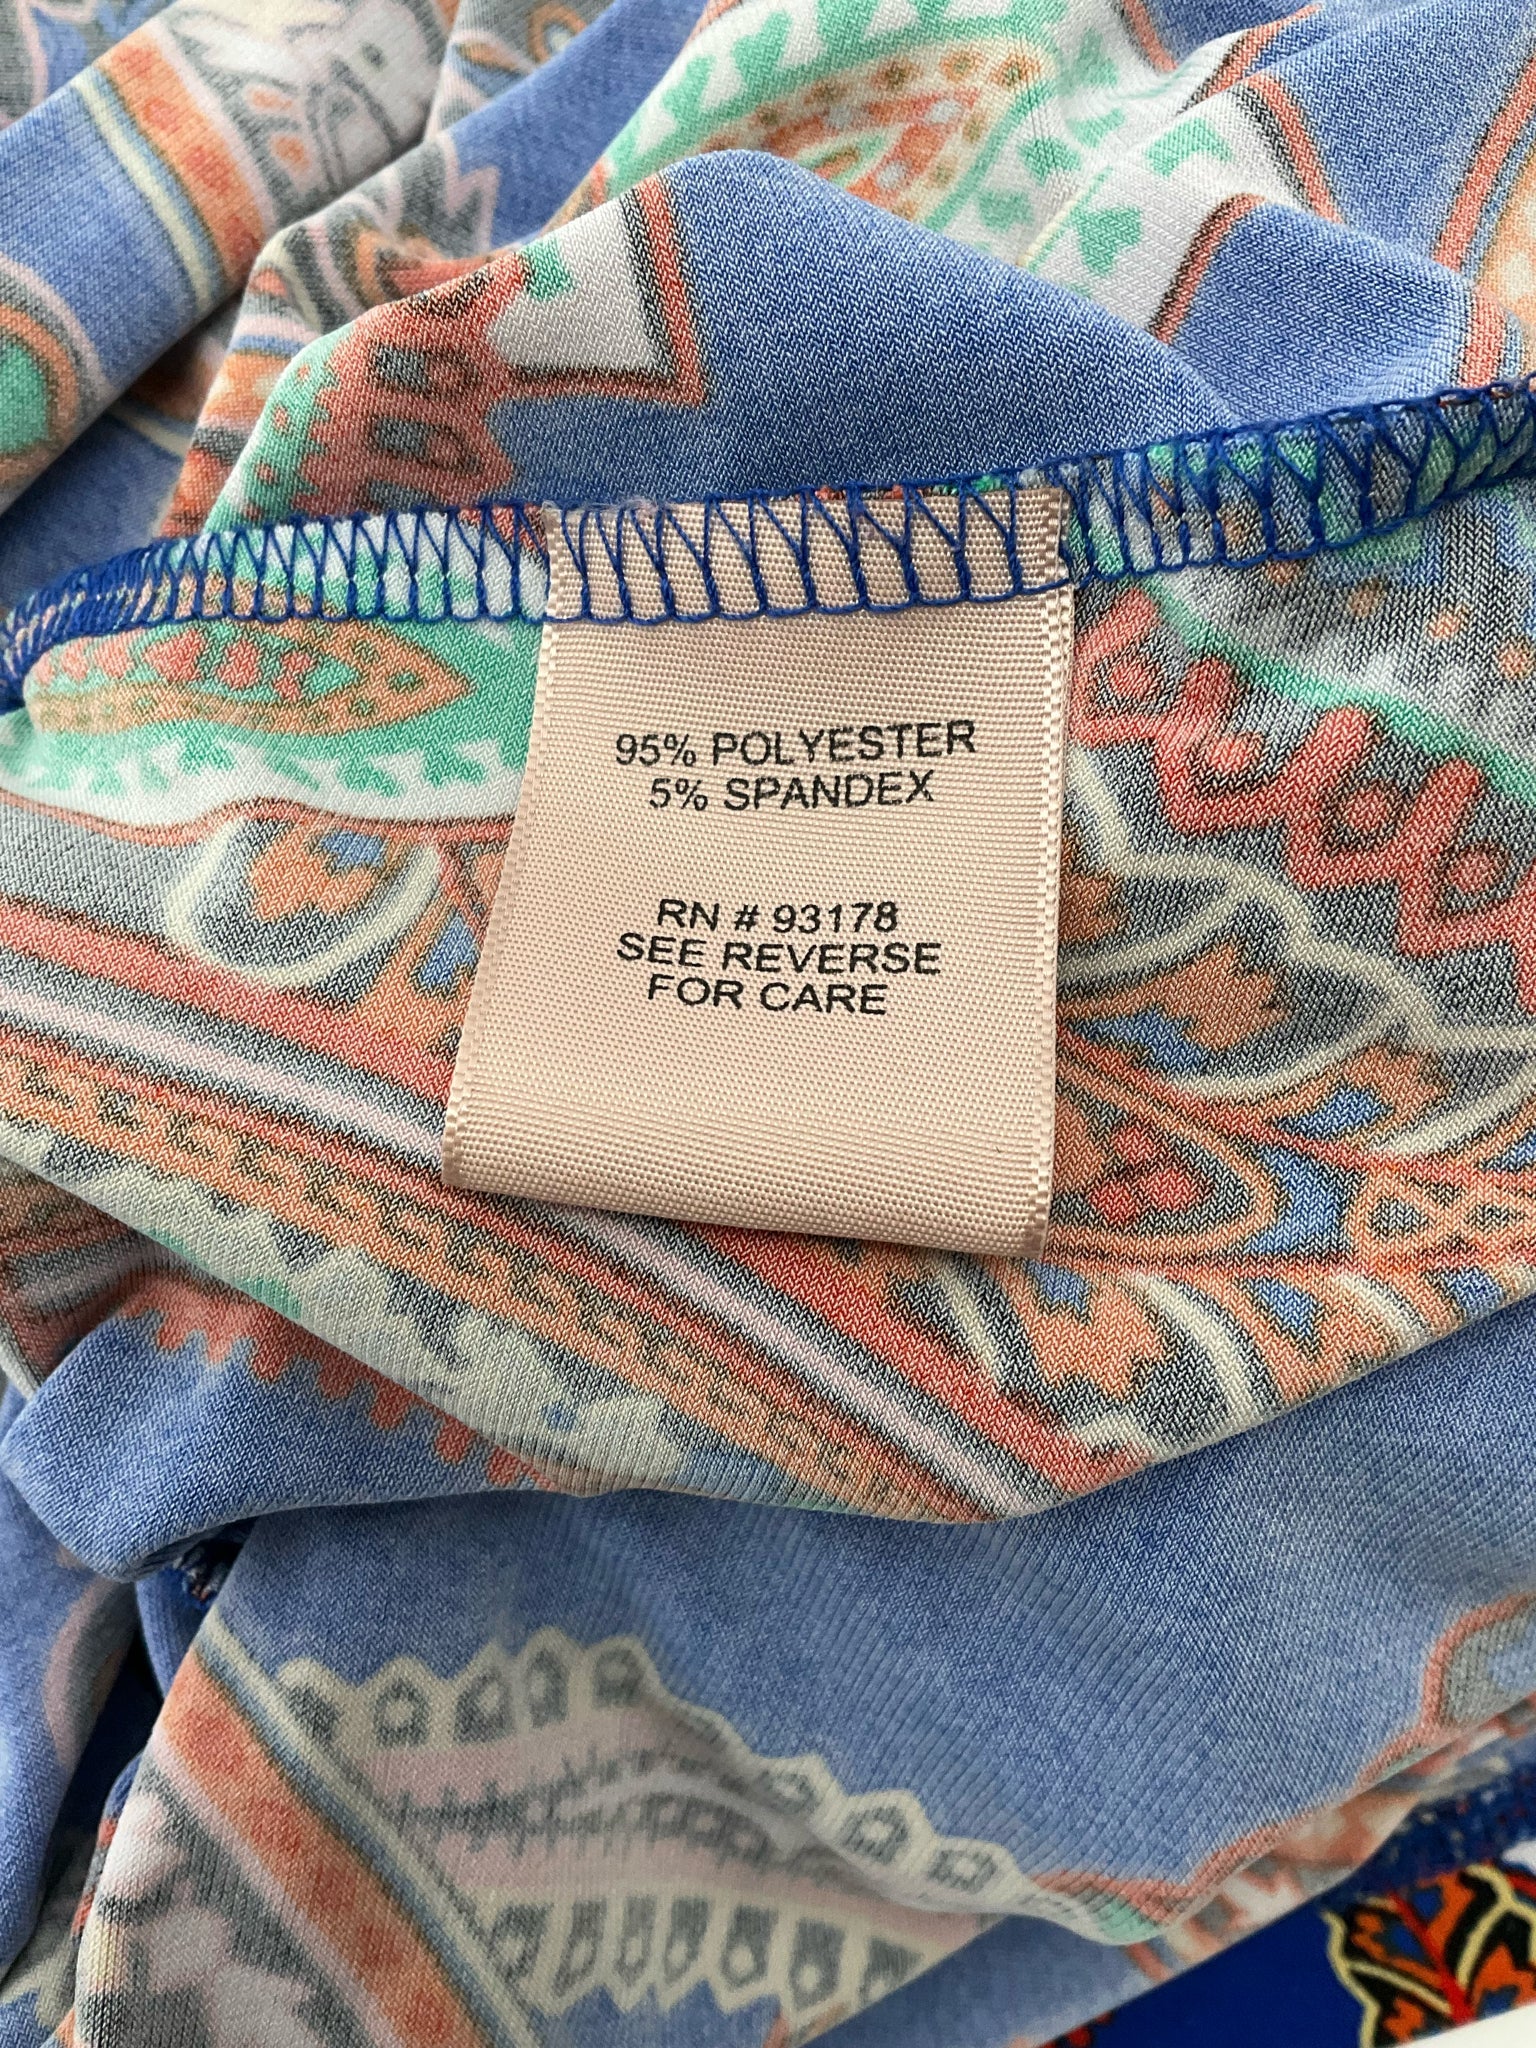 95% POLYESTER
5% SPANDEX
RN # 93178
SEE REVERSE
FOR CARE